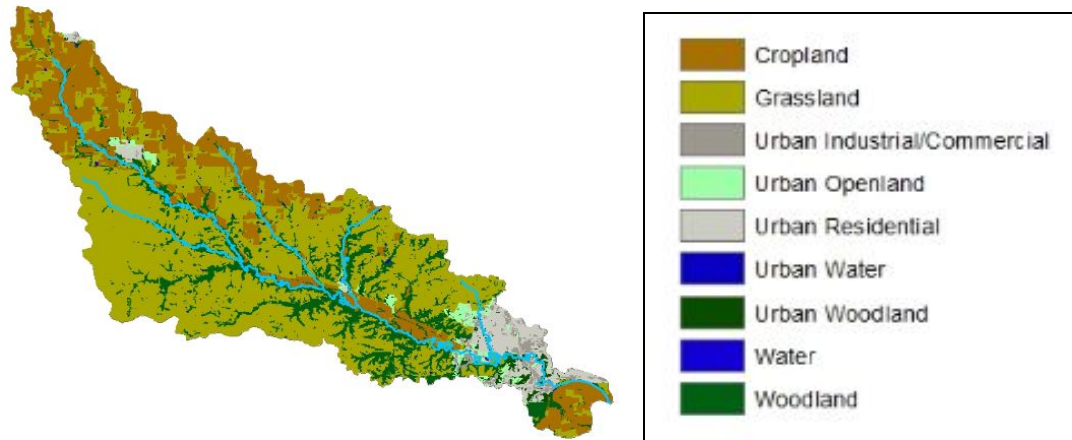 Cropland
Grassland
Urban Industrial/Commercial
Urban Openland
Urban Residential
Urban Water
Urban Woodland
Water
Woodland